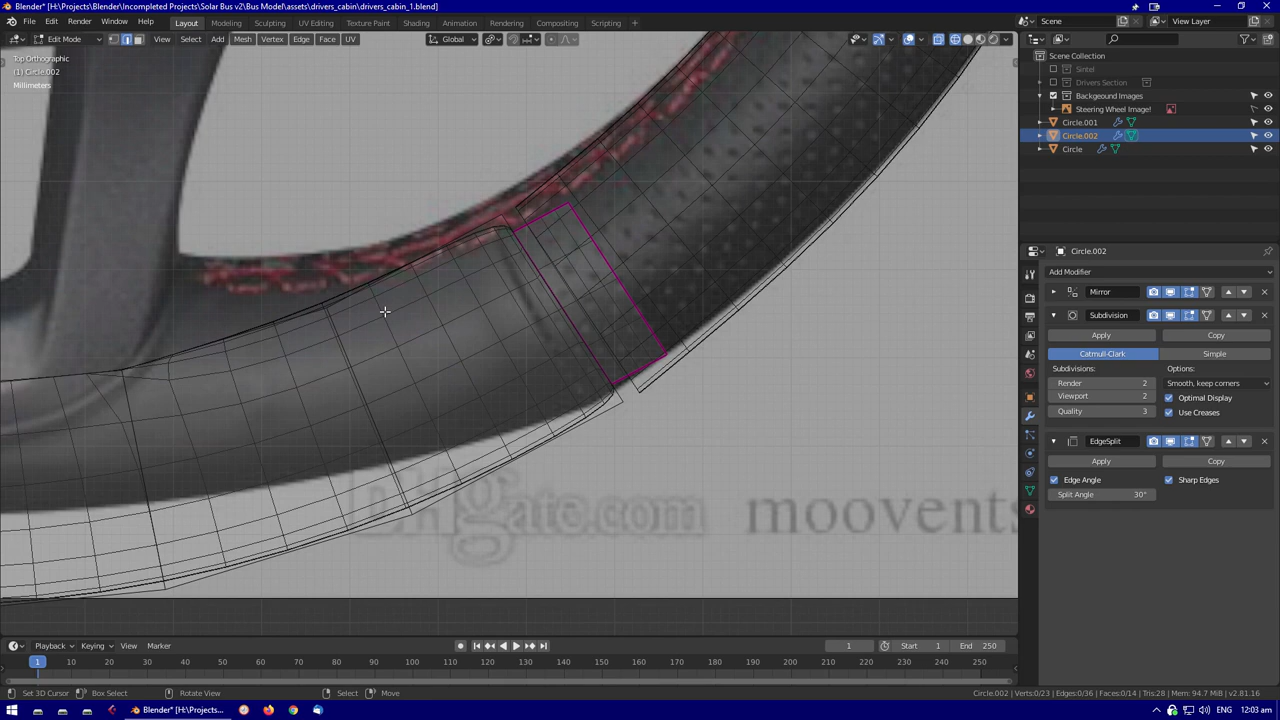 Blender* [H:\Projects\Blender\Incompleted Projects\Solar Bus v2\Bus Model\assets\drivers_cabin\drivers_cabin_1.blend]
File Edit Render Window Help Layout Modeling Sculpting UV Editing Texture Paint Shading Animation Rendering Compositing Scripting Scene View Layer
Edit Mode View Select Add Mesh Vertex Edge Face UV Global
Top Orthographic
(1) Circle.002
Millimeters
Scene Collection
Sintel
Drivers Section
Backgeound Images
Steering Wheel Image!
Circle.001
Circle.002
Circle
Circle.002
Add Modifier
Mirror
Subdivision
Apply Copy
Catmull-Clark Simple
Subdivisions: Options:
Render 2 Smooth, keep corners
Viewport 2 Optimal Display
Quality 3 Use Creases
EdgeSplit
Apply Copy
Edge Angle Sharp Edges
Split Angle 30°
gate.com moovents
Playback Keying View Marker 1 Start 1 End 250
1 10 20 30 40 50 60 70 80 90 100 110 120 130 140 150 160 170 180 190 200 210 220 230 240 250
Set 3D Cursor Box Select Rotate View Select Move Circle.002 | Verts:0/23 | Edges:0/36 | Faces:0/14 | Tris:28 | Mem: 94.7 MiB | v2.81.16
Blender* [H:\Projects... ENG 12:03 am